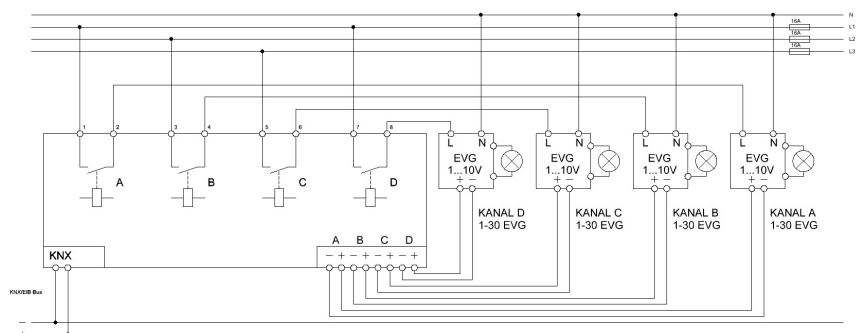 N
16A
L1
16A
L2
16A
L3
1 2 3 4 5 6 7 8
L N L N L N L N
A B C D
EVG EVG EVG EVG
1...10V 1...10V 1...10V 1...10V
+ − + − + − + −
KANAL D KANAL C KANAL B KANAL A
1-30 EVG 1-30 EVG 1-30 EVG 1-30 EVG
A B C D
KNX − + − + − + − +
KNX/EIB Bus
−